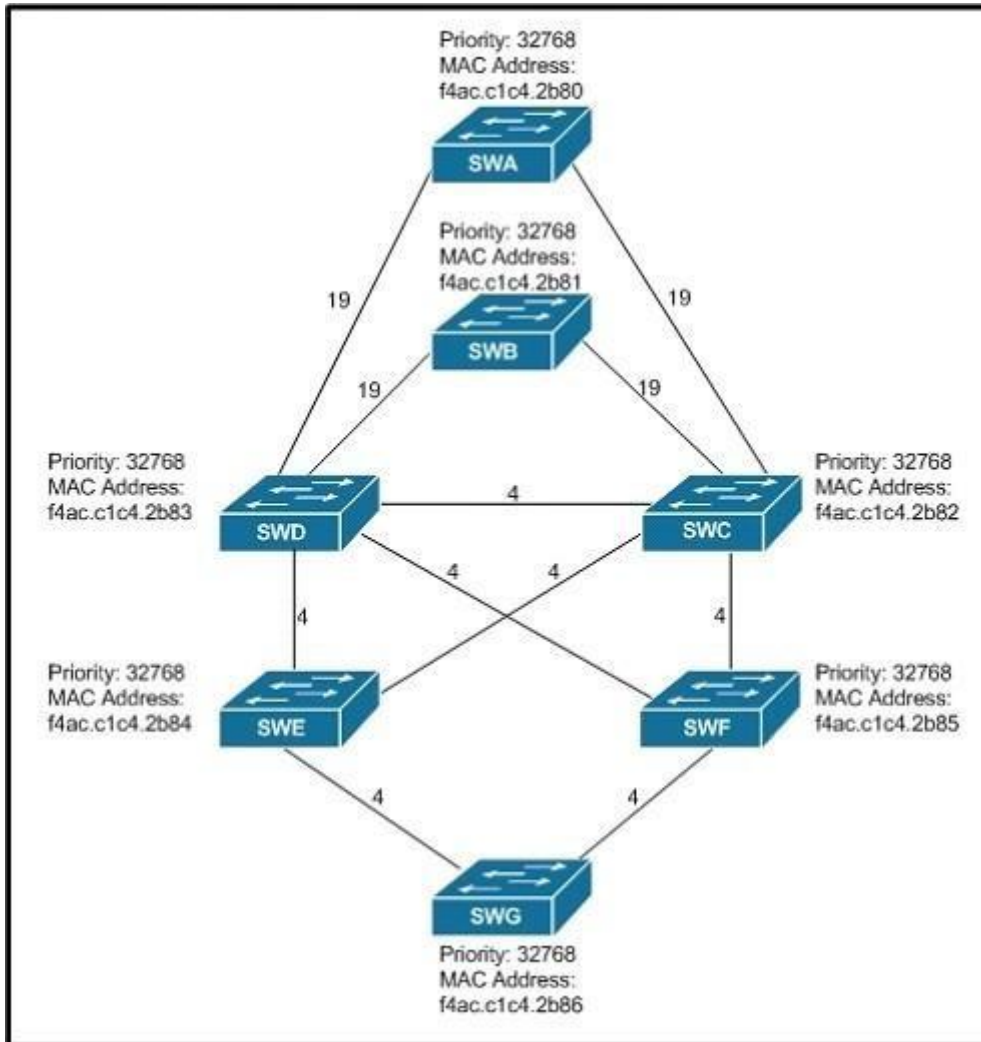 Priority: 32768
MAC Address:
f4ac.c1c4.2b80
SWA
Priority: 32768
MAC Address:
f4ac.c1c4.2b81
19
19
SWB
19
19
Priority: 32768
MAC Address:
f4ac.c1c4.2b83
SWD
4
Priority: 32768
MAC Address:
f4ac.c1c4.2b82
SWC
4
4
4
4
Priority: 32768
MAC Address:
f4ac.c1c4.2b84
SWE
Priority: 32768
MAC Address:
f4ac.c1c4.2b85
SWF
4
4
SWG
Priority: 32768
MAC Address:
f4ac.c1c4.2b86